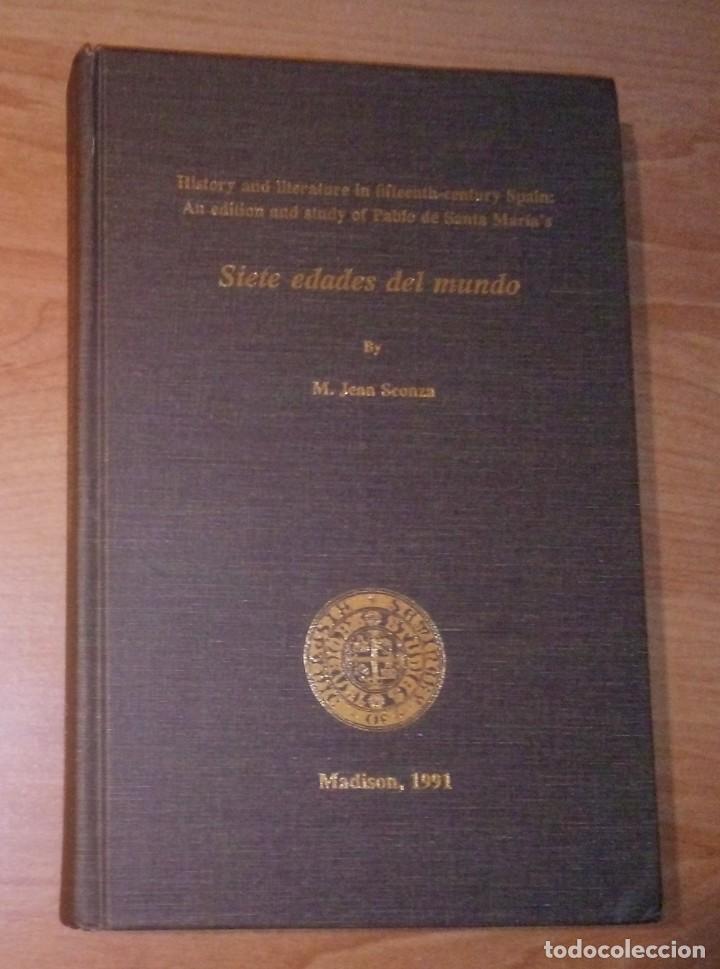 History and literature in fifteenth-century Spain:
An edition and study of Pablo de Santa María's
Siete edades del mundo
By
M. Jean Sconza
Madison, 1991
todocoleccion